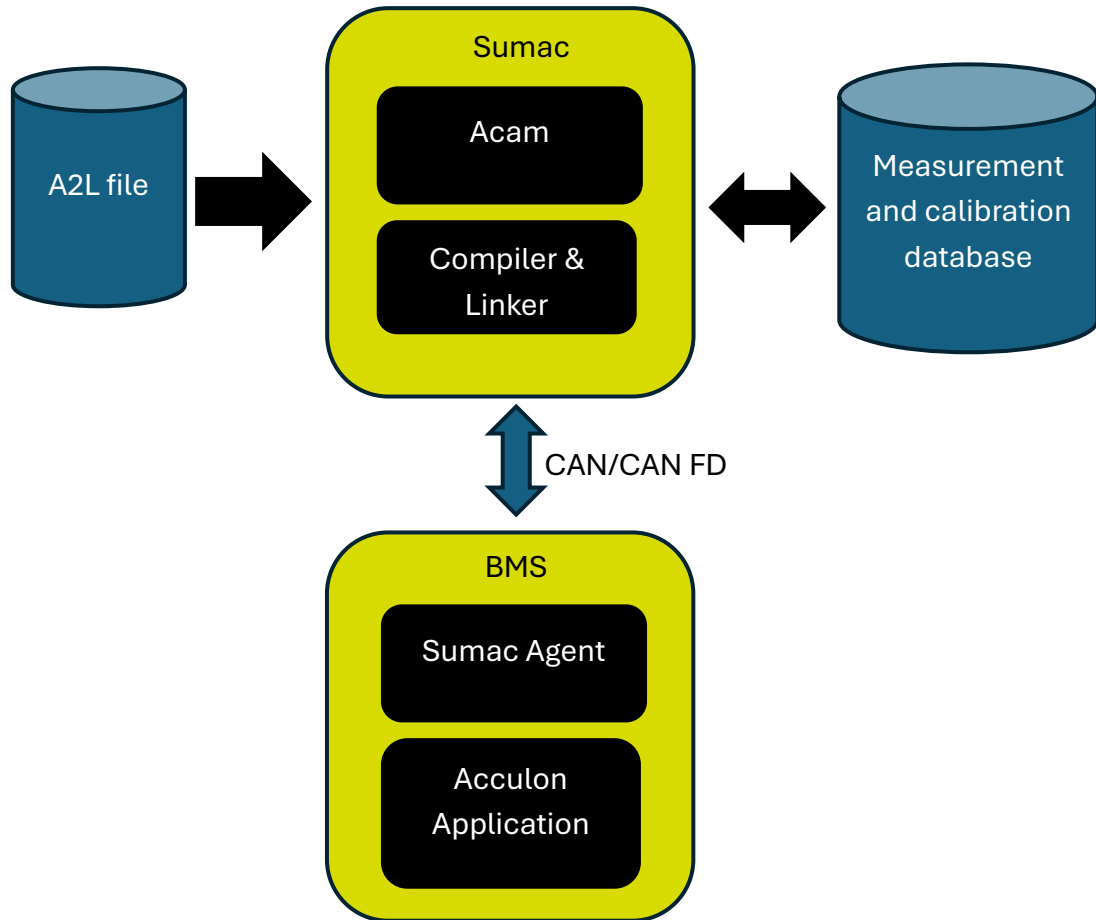 Sumac
Acam
Compiler &
Linker
A2L file
Measurement
and calibration
database
CAN/CAN FD
BMS
Sumac Agent
Acculon
Application